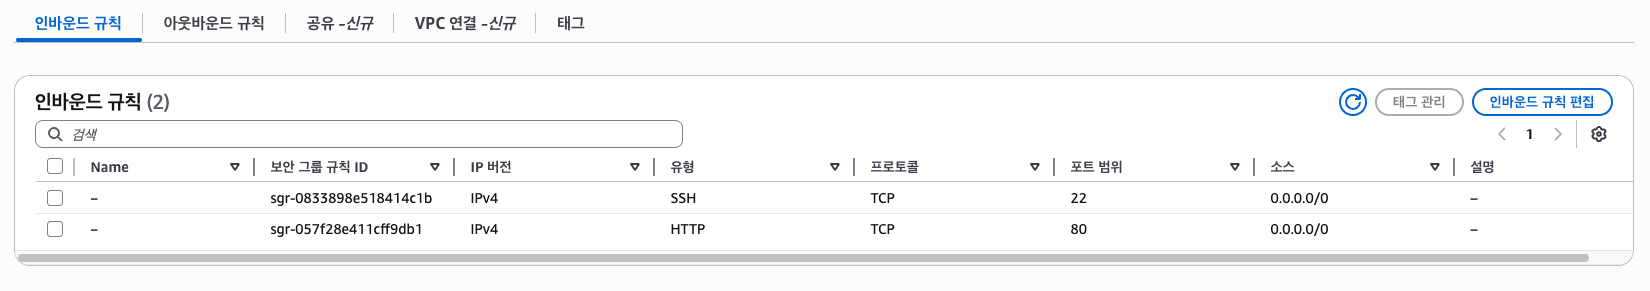 인바운드 규칙 아웃바운드 규칙 공유 -신규 VPC 연결 -신규 태그
인바운드 규칙 (2) 태그 관리 인바운드 규칙 편집
검색 1
Name 보안 그룹 규칙 ID IP 버전 유형 프로토콜 포트 범위 소스 설명
– sgr-0833898e518414c1b IPv4 SSH TCP 22 0.0.0.0/0 –
– sgr-057f28e411cff9db1 IPv4 HTTP TCP 80 0.0.0.0/0 –